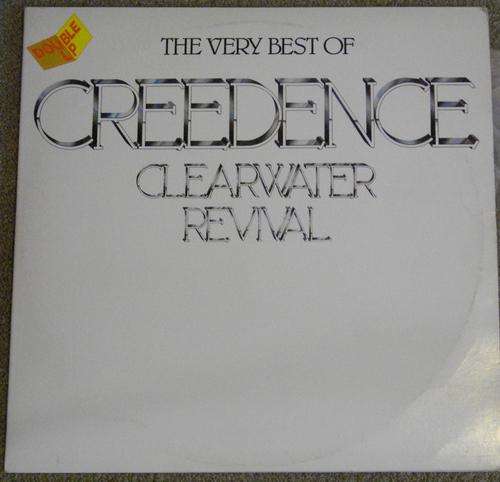 DOUBLE
LP
THE VERY BEST OF
CREEDENCE
CLEARWATER
REVIVAL